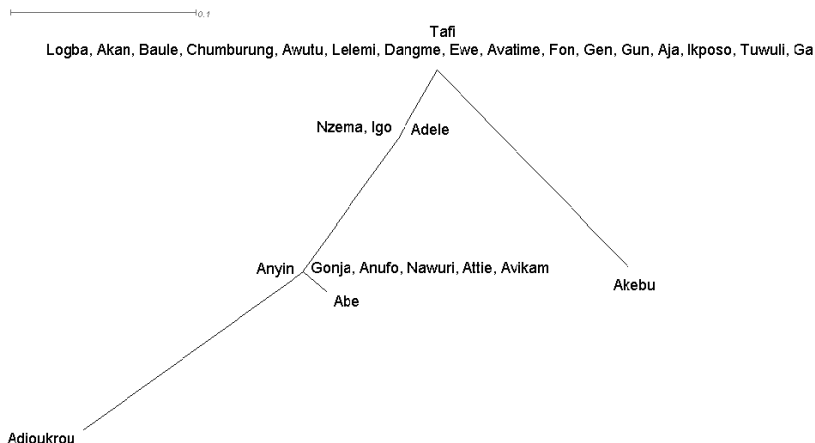 0.1
Tafi
Logba, Akan, Baule, Chumburung, Awutu, Lelemi, Dangme, Ewe, Avatime, Fon, Gen, Gun, Aja, Ikposo, Tuwuli, Ga
Nzema, Igo Adele
Anyin Gonja, Anufo, Nawuri, Attie, Avikam
Abe
Akebu
Adioukrou